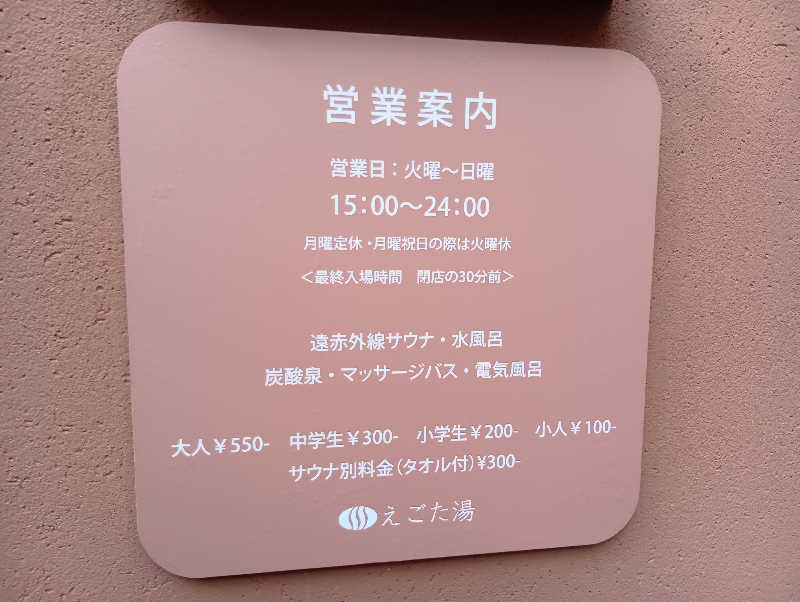 営業案内
営業日：火曜～日曜
15:00～24:00
月曜定休・月曜祝日の際は火曜休
＜最終入場時間　閉店の30分前＞
遠赤外線サウナ・水風呂
炭酸泉・マッサージバス・電気風呂
大人￥550-　中学生￥300-　小学生￥200-　小人￥100-
サウナ別料金（タオル付）¥300-
えごた湯